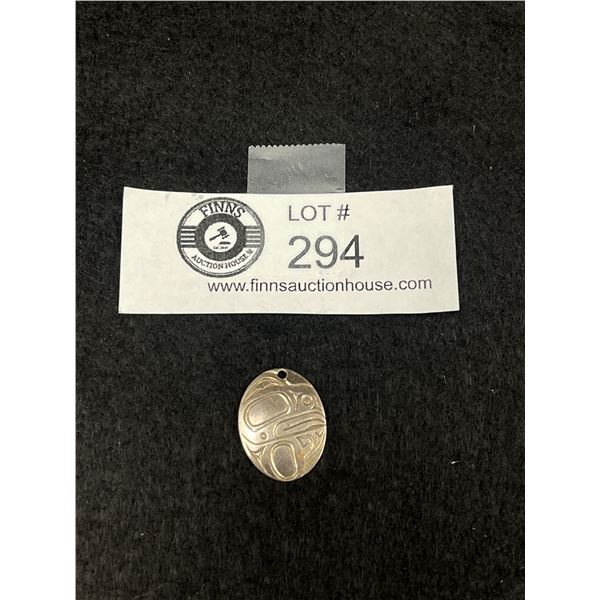 FINNS
AUCTION HOUSE
LOT #
294
www.finnsauctionhouse.com